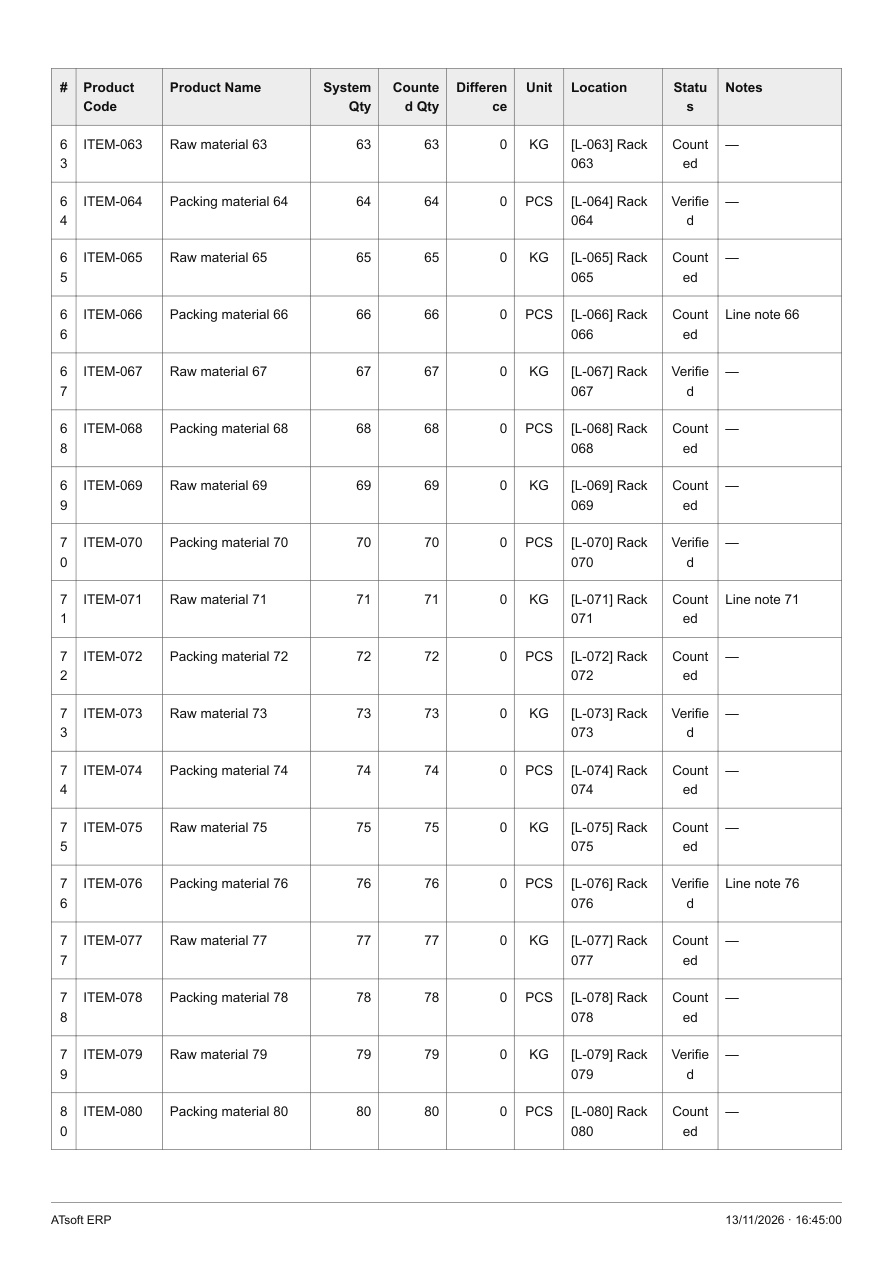 # Product Code Product Name System Qty Counted Qty Difference Unit Location Status Notes
63 ITEM-063 Raw material 63 63 63 0 KG [L-063] Rack 063 Counted —
64 ITEM-064 Packing material 64 64 64 0 PCS [L-064] Rack 064 Verified —
65 ITEM-065 Raw material 65 65 65 0 KG [L-065] Rack 065 Counted —
66 ITEM-066 Packing material 66 66 66 0 PCS [L-066] Rack 066 Counted Line note 66
67 ITEM-067 Raw material 67 67 67 0 KG [L-067] Rack 067 Verified —
68 ITEM-068 Packing material 68 68 68 0 PCS [L-068] Rack 068 Counted —
69 ITEM-069 Raw material 69 69 69 0 KG [L-069] Rack 069 Counted —
70 ITEM-070 Packing material 70 70 70 0 PCS [L-070] Rack 070 Verified —
71 ITEM-071 Raw material 71 71 71 0 KG [L-071] Rack 071 Counted Line note 71
72 ITEM-072 Packing material 72 72 72 0 PCS [L-072] Rack 072 Counted —
73 ITEM-073 Raw material 73 73 73 0 KG [L-073] Rack 073 Verified —
74 ITEM-074 Packing material 74 74 74 0 PCS [L-074] Rack 074 Counted —
75 ITEM-075 Raw material 75 75 75 0 KG [L-075] Rack 075 Counted —
76 ITEM-076 Packing material 76 76 76 0 PCS [L-076] Rack 076 Verified Line note 76
77 ITEM-077 Raw material 77 77 77 0 KG [L-077] Rack 077 Counted —
78 ITEM-078 Packing material 78 78 78 0 PCS [L-078] Rack 078 Counted —
79 ITEM-079 Raw material 79 79 79 0 KG [L-079] Rack 079 Verified —
80 ITEM-080 Packing material 80 80 80 0 PCS [L-080] Rack 080 Counted —
ATsoft ERP 13/11/2026 · 16:45:00